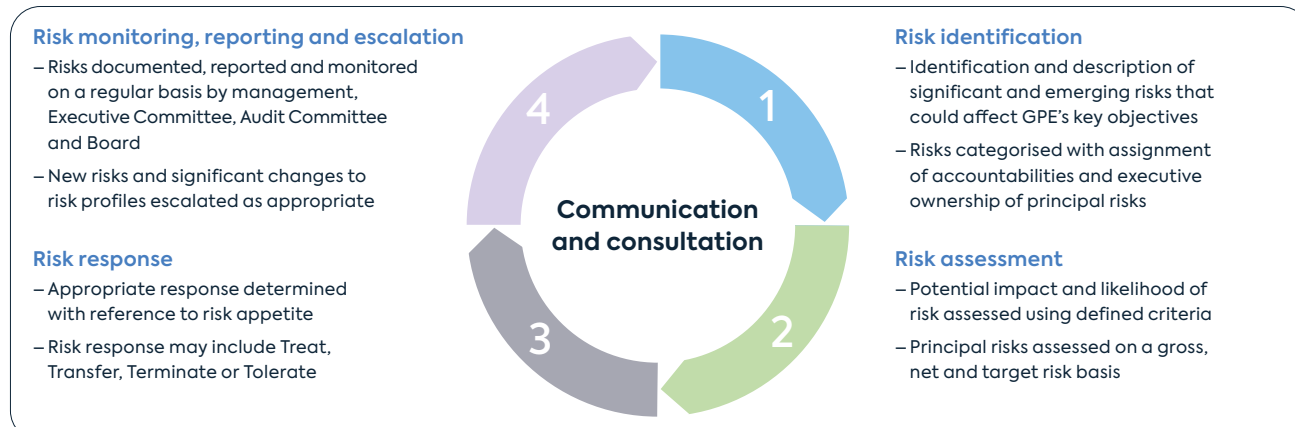 Risk monitoring, reporting and escalation
– Risks documented, reported and monitored
on a regular basis by management,
Executive Committee, Audit Committee
and Board
– New risks and significant changes to
risk profiles escalated as appropriate
Risk response
– Appropriate response determined
with reference to risk appetite
– Risk response may include Treat,
Transfer, Terminate or Tolerate
4
1
3
2
Communication
and consultation
Risk identification
– Identification and description of
significant and emerging risks that
could affect GPE’s key objectives
– Risks categorised with assignment
of accountabilities and executive
ownership of principal risks
Risk assessment
– Potential impact and likelihood of
risk assessed using defined criteria
– Principal risks assessed on a gross,
net and target risk basis